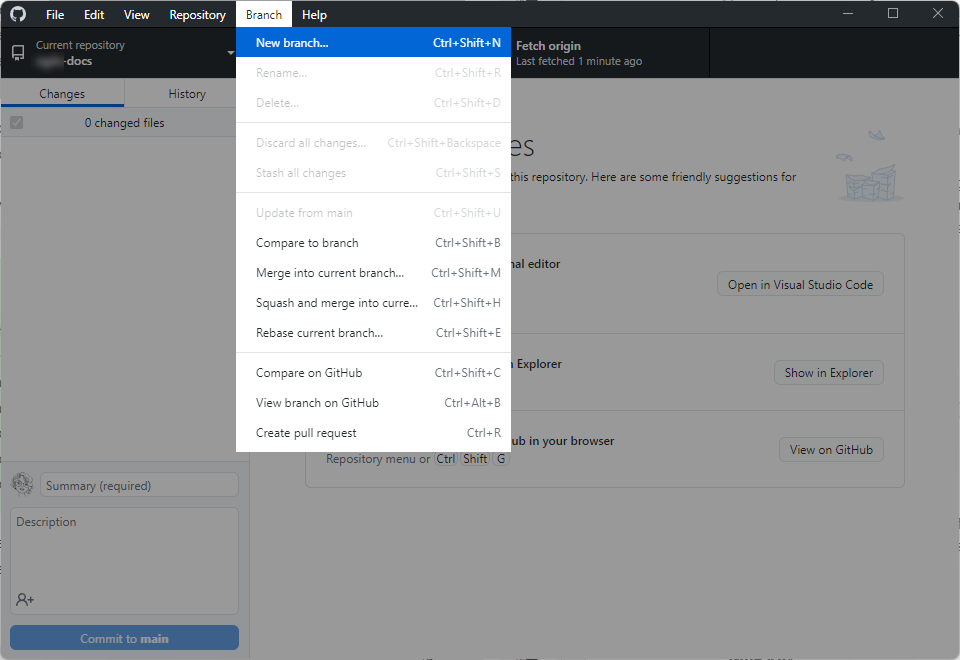 File Edit View Repository Branch Help
Current repository
-docs
Fetch origin
Last fetched 1 minute ago
Changes History
0 changed files
New branch... Ctrl+Shift+N
Rename... Ctrl+Shift+R
Delete... Ctrl+Shift+D
Discard all changes... Ctrl+Shift+Backspace
Stash all changes Ctrl+Shift+S
Update from main Ctrl+Shift+U
Compare to branch Ctrl+Shift+B
Merge into current branch... Ctrl+Shift+M
Squash and merge into curre... Ctrl+Shift+H
Rebase current branch... Ctrl+Shift+E
Compare on GitHub Ctrl+Shift+C
View branch on GitHub Ctrl+Alt+B
Create pull request Ctrl+R
es
this repository. Here are some friendly suggestions for
nal editor
Open in Visual Studio Code
n Explorer
Show in Explorer
ub in your browser
View on GitHub
Repository menu or Ctrl Shift G
Summary (required)
Description
Commit to main